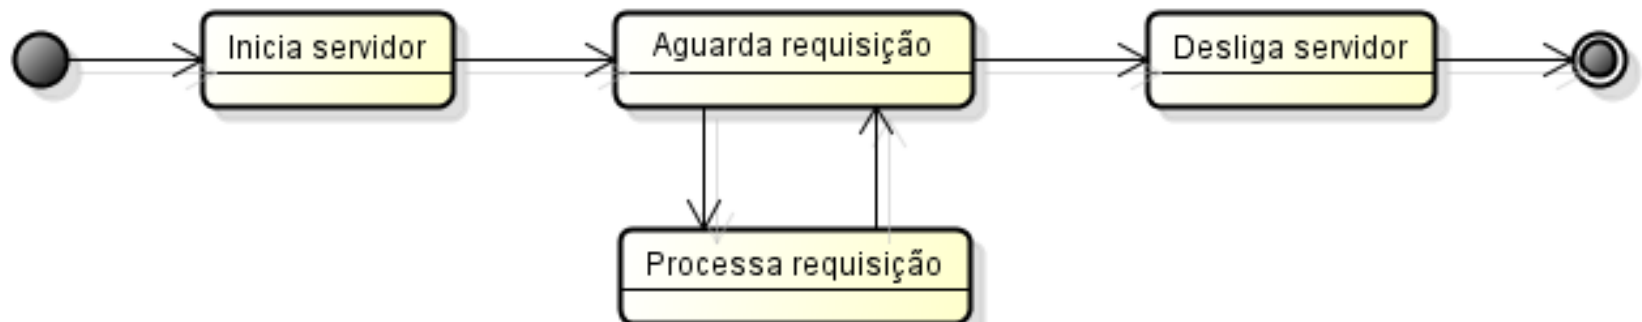 Inicia servidor
Aguarda requisição
Desliga servidor
Processa requisição